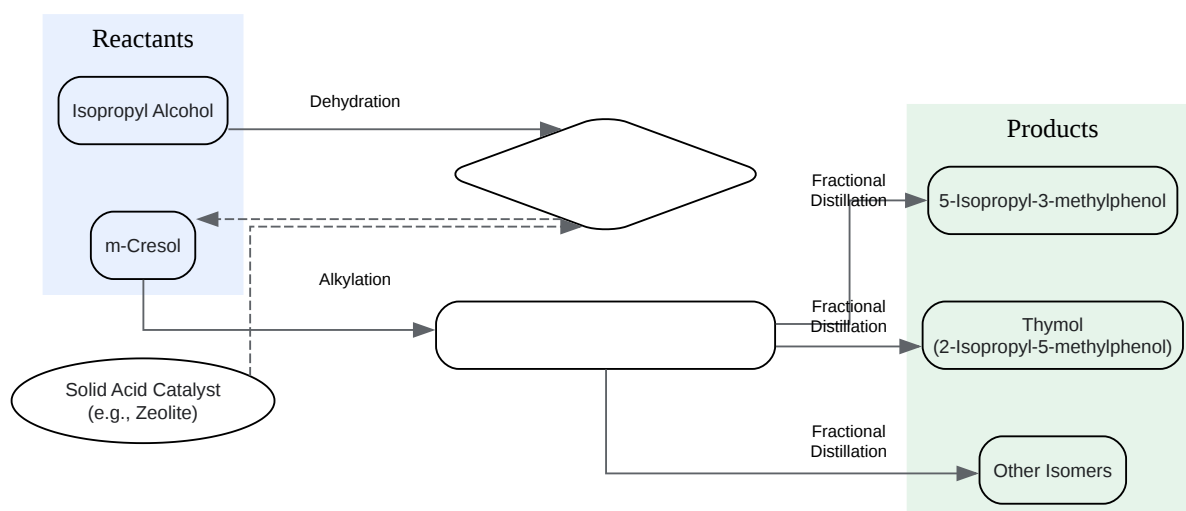 Reactants
Isopropyl Alcohol
Dehydration
Products
Fractional
Distillation
5-Isopropyl-3-methylphenol
m-Cresol
Alkylation
Fractional
Distillation
Thymol
(2-Isopropyl-5-methylphenol)
Solid Acid Catalyst
(e.g., Zeolite)
Fractional
Distillation
Other Isomers